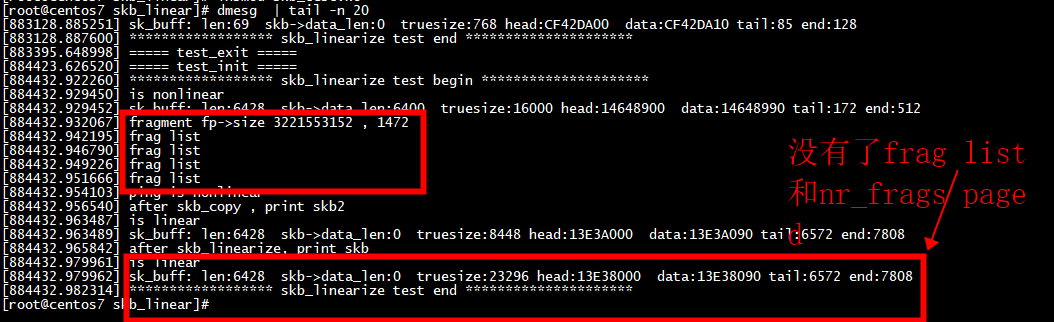 [root@centos7 skb_linear]# dmesg | tail -n 20
[883128.885251] sk_buff: len:69 skb->data_len:0 truesize:768 head:CF42DA00 data:CF42DA10 tail:85 end:128
[883128.887600] ****************** skb_linearize test end *********************
[883395.648998] ===== test_exit =====
[884423.626520] ===== test_init =====
[884432.922260] ****************** skb_linearize test begin *********************
[884432.929450] is nonlinear
[884432.929452] sk_buff: len:6428 skb->data_len:6400 truesize:16000 head:14648900 data:14648990 tail:172 end:512
[884432.932067] fragment fp->size 3221553152 , 1472
[884432.942195] frag list
[884432.946790] frag list
[884432.949226] frag list
[884432.951666] frag list
[884432.954103] ping is nonlinear
[884432.956540] after skb_copy , print skb2
[884432.963487] is linear
[884432.963489] sk_buff: len:6428 skb->data_len:0 truesize:8448 head:13E3A000 data:13E3A090 tail:6572 end:7808
[884432.965842] after skb_linearize, print skb
[884432.979961] is linear
[884432.979962] sk_buff: len:6428 skb->data_len:0 truesize:23296 head:13E38000 data:13E38090 tail:6572 end:7808
[884432.982314] ****************** skb_linearize test end *********************
[root@centos7 skb_linear]#
没有了frag list
和nr_frags page
d